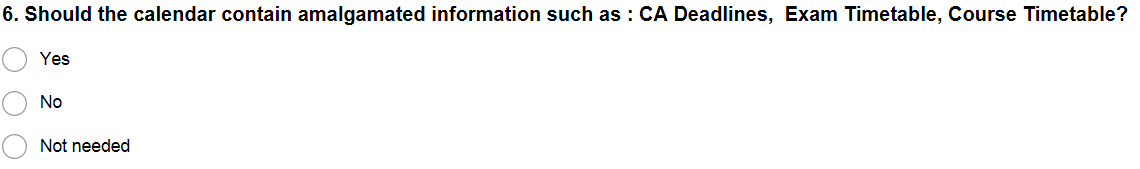 6. Should the calendar contain amalgamated information such as : CA Deadlines,  Exam Timetable, Course Timetable?
Yes
No
Not needed